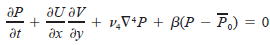 ∂P/∂t + ∂U/∂x ∂V/∂y + ν₄∇⁴P + β(P − P̅₀) = 0